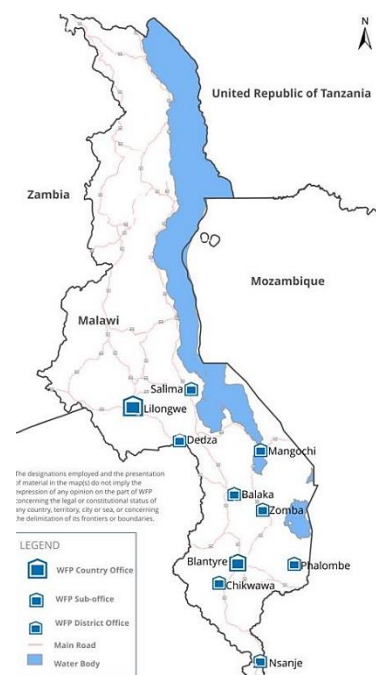 N
United Republic of Tanzania
Zambia
Mozambique
Malawi
Salima
Lilongwe
Dedza
Mangochi
Balaka
Zomba
Blantyre
Phalombe
Chikwawa
Nsanje
The designations employed and the presentation
of material in the map(s) do not imply the
expression of any opinion on the part of WFP
concerning the legal or constitutional status of
any country, territory, city or sea, or concerning
the delimitation of its frontiers or boundaries.
LEGEND
WFP Country Office
WFP Sub-office
WFP District Office
Main Road
Water Body